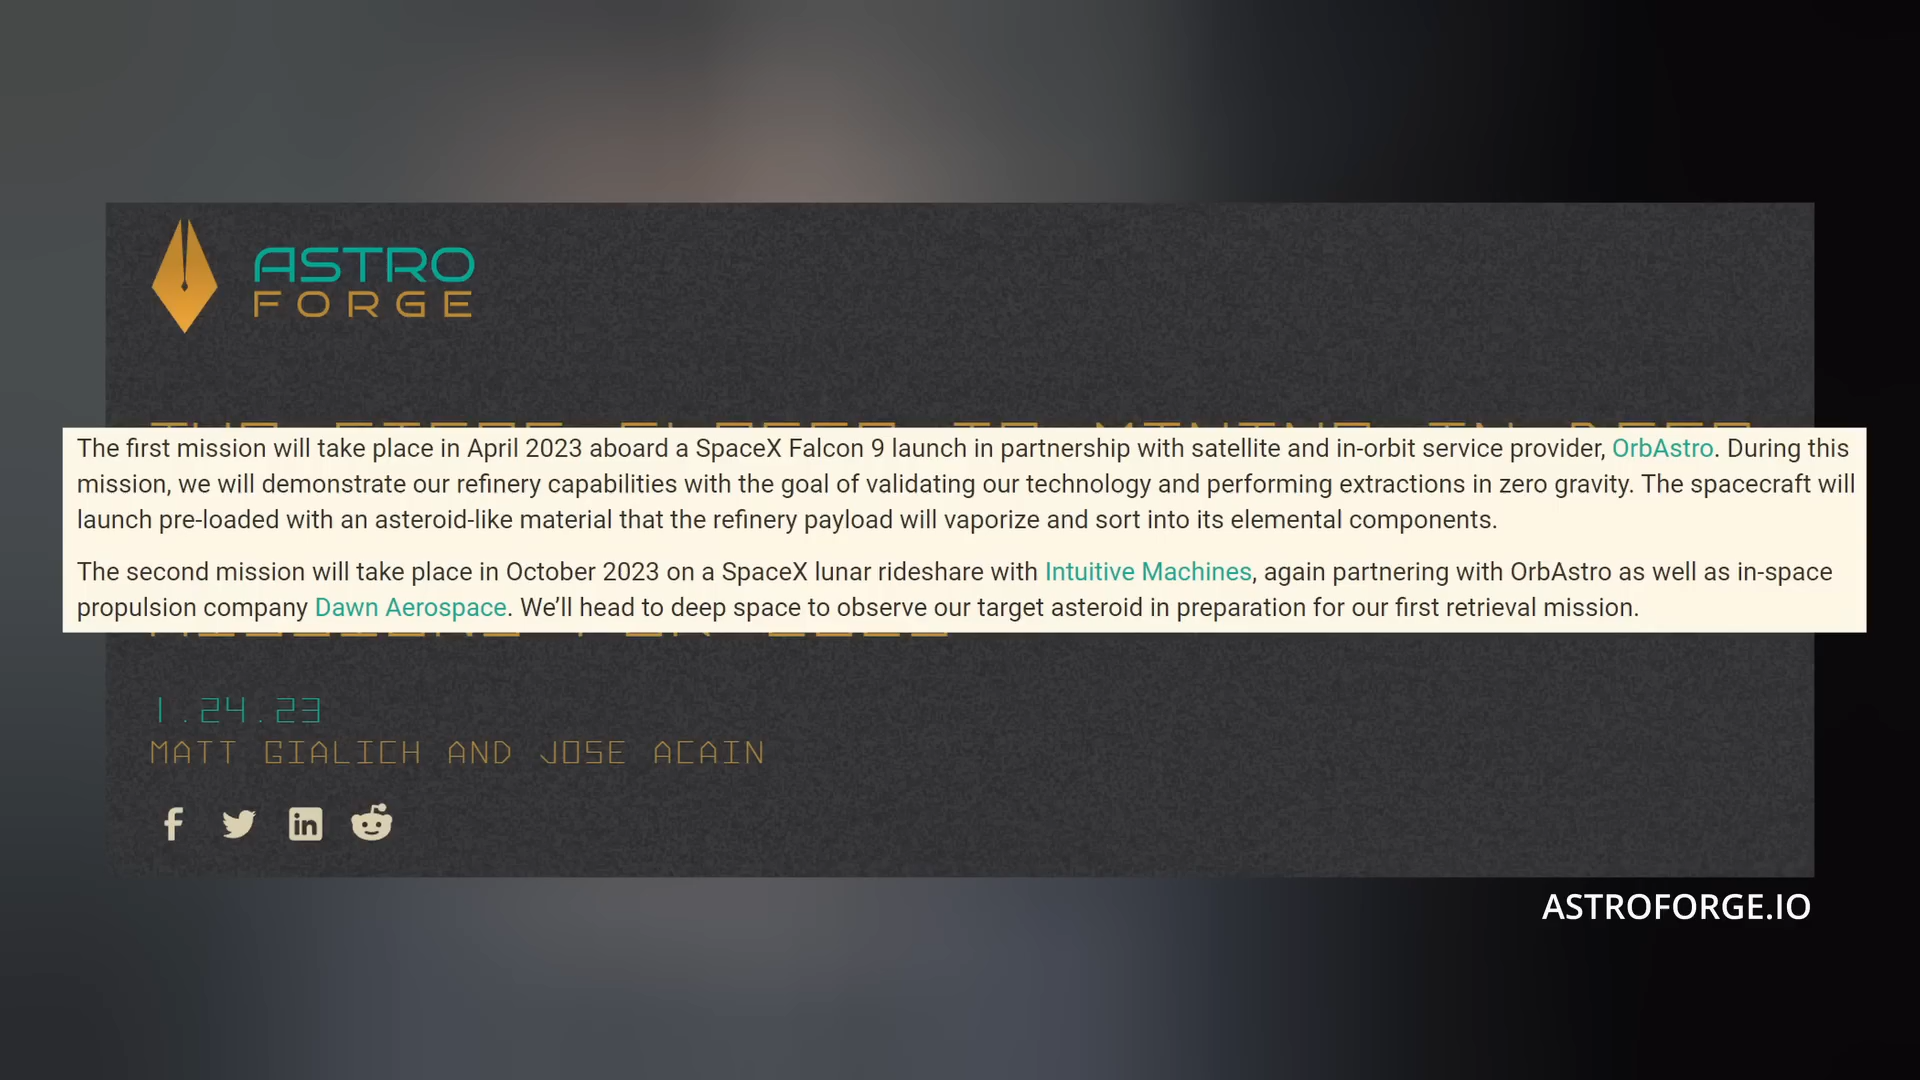 ASTRO
FORGE
The first mission will take place in April 2023 aboard a SpaceX Falcon 9 launch in partnership with satellite and in-orbit service provider, OrbAstro. During this
mission, we will demonstrate our refinery capabilities with the goal of validating our technology and performing extractions in zero gravity. The spacecraft will
launch pre-loaded with an asteroid-like material that the refinery payload will vaporize and sort into its elemental components.
The second mission will take place in October 2023 on a SpaceX lunar rideshare with Intuitive Machines, again partnering with OrbAstro as well as in-space
propulsion company Dawn Aerospace. We’ll head to deep space to observe our target asteroid in preparation for our first retrieval mission.
1.24.23
MATT GIALICH AND JOSE ACAIN
ASTROFORGE.IO